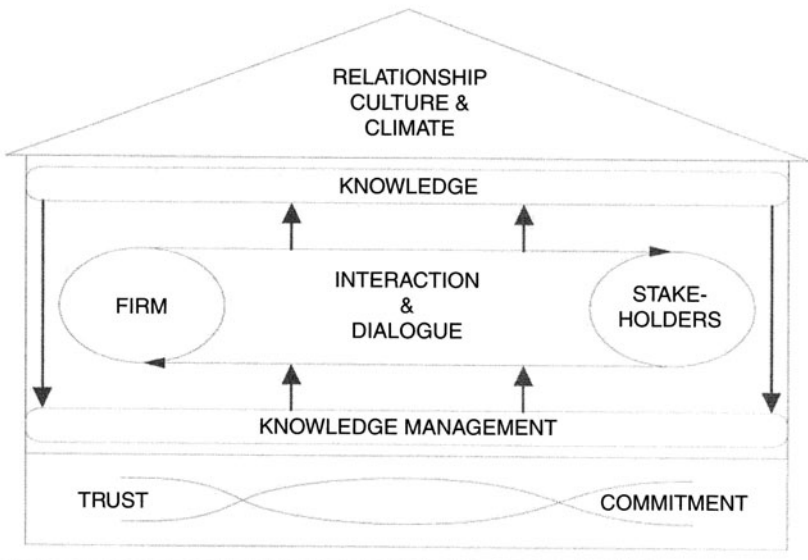 RELATIONSHIP
CULTURE &
CLIMATE
KNOWLEDGE
FIRM
INTERACTION
&
DIALOGUE
STAKE-
HOLDERS
KNOWLEDGE MANAGEMENT
TRUST
COMMITMENT